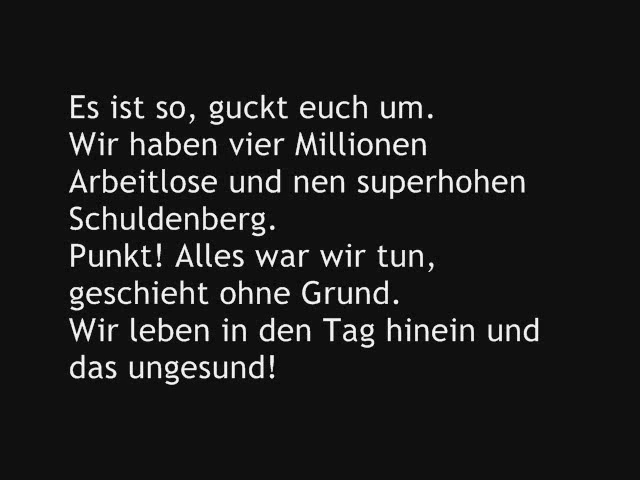 Es ist so, guckt euch um.
Wir haben vier Millionen
Arbeitlose und nen superhohen
Schuldenberg.
Punkt! Alles war wir tun,
geschieht ohne Grund.
Wir leben in den Tag hinein und
das ungesund!